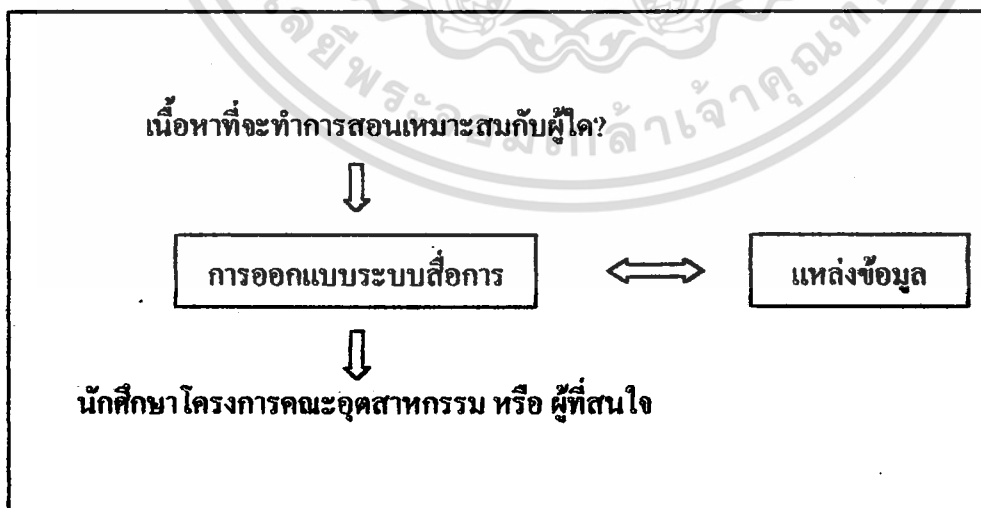 เนื้อหาที่จะทำการสอนเหมาะสมกับผู้ใด?
การออกแบบระบบสื่อการ
แหล่งข้อมูล
นักศึกษาโครงการคณะอุตสาหกรรม หรือ ผู้ที่สนใจ